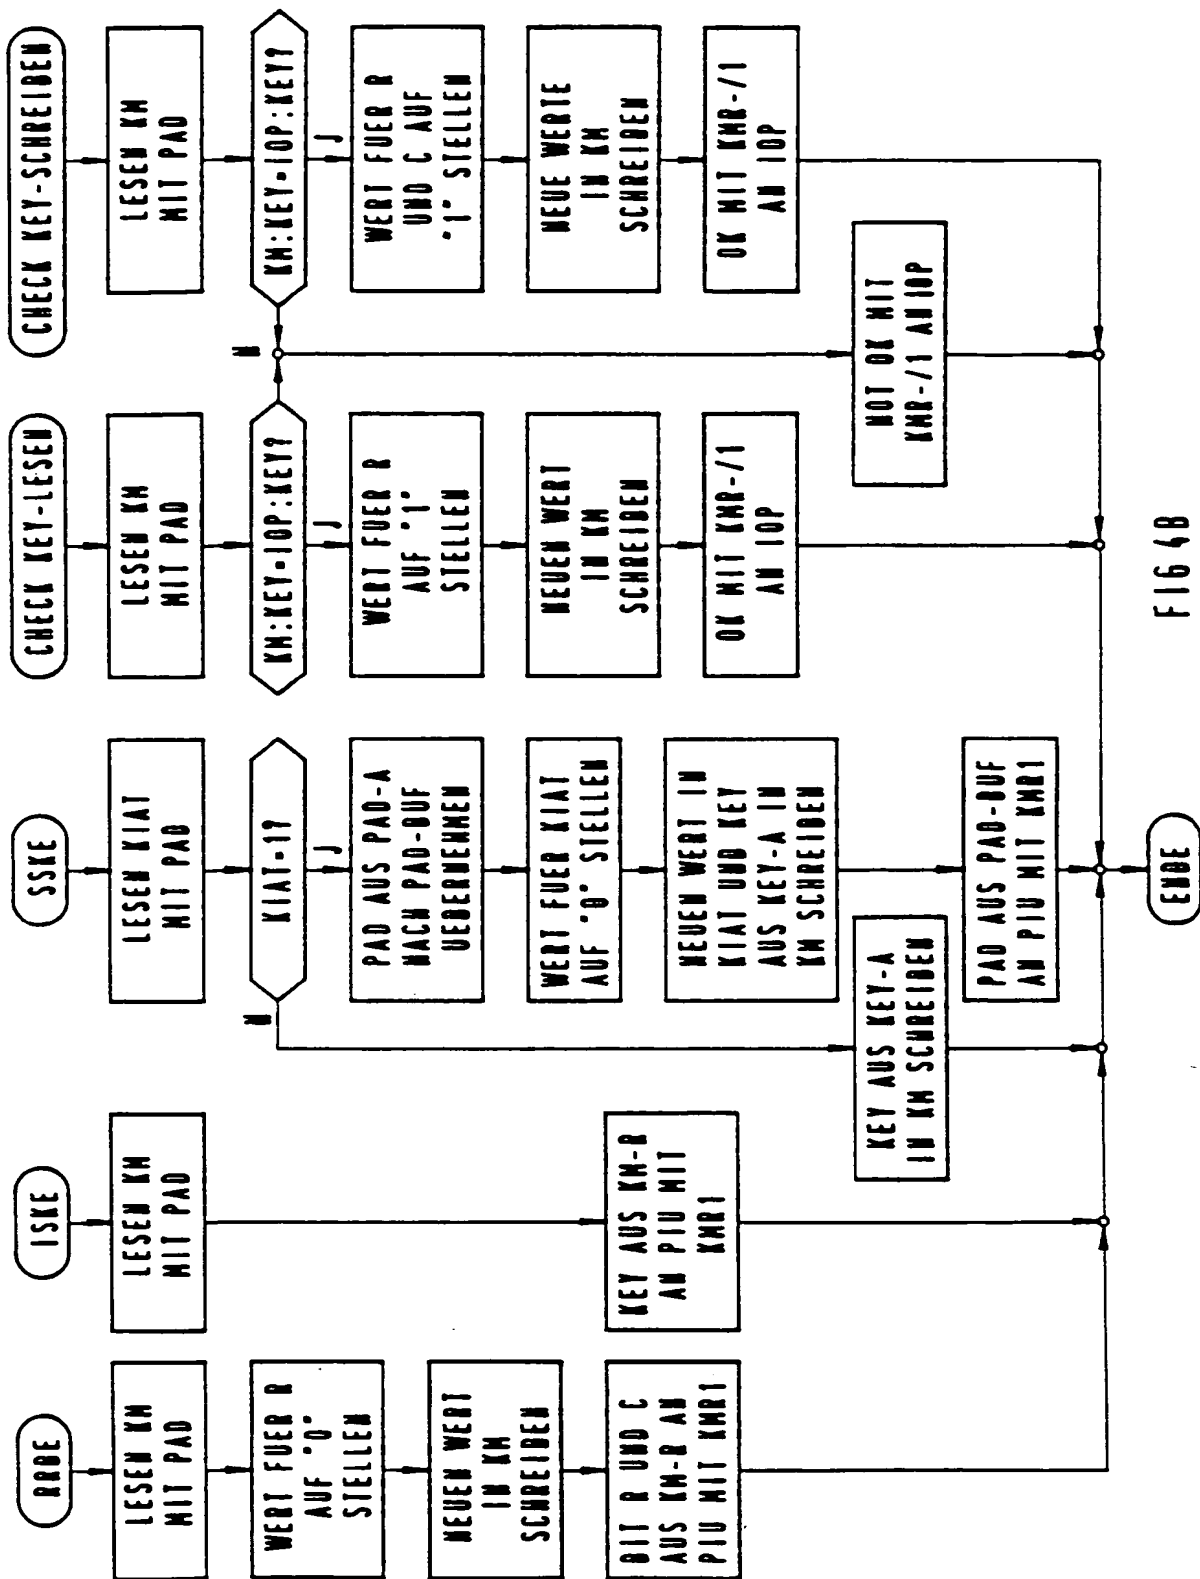 RRBE
LESEN KM
MIT PAD
WERT FUER R
AUF "0"
STELLEN
NEUEN WERT
IN KM
SCHREIBEN
BIT R UND C
AUS KM-R AN
PIU MIT KMR1
ISKE
LESEN KM
MIT PAD
KEY AUS KM-R
AN PIU MIT
KMR1
SSKE
LESEN KIAT
MIT PAD
KIAT=1?
N
J
PAD AUS PAD-A
NACH PAD-BUF
UEBERNEHMEN
WERT FUER KIAT
AUF "0" STELLEN
NEUEN WERT IN
KIAT UND KEY
AUS KEY-A IN
KM SCHREIBEN
KEY AUS KEY-A
IN KM SCHREIBEN
PAD AUS PAD-BUF
AN PIU MIT KMR1
ENDE
CHECK KEY-LESEN
LESEN KM
MIT PAD
KM:KEY=IOP:KEY?
J
WERT FUER R
AUF "1"
STELLEN
NEUEN WERT
IN KM
SCHREIBEN
OK MIT KMR-/1
AN IOP
N
NOT OK MIT
KMR-/1 AN IOP
CHECK KEY-SCHREIBEN
LESEN KM
MIT PAD
KM:KEY=IOP:KEY?
J
WERT FUER R
UND C AUF
"1" STELLEN
NEUE WERTE
IN KM
SCHREIBEN
OK MIT KMR-/1
AN IOP
FIG 4B